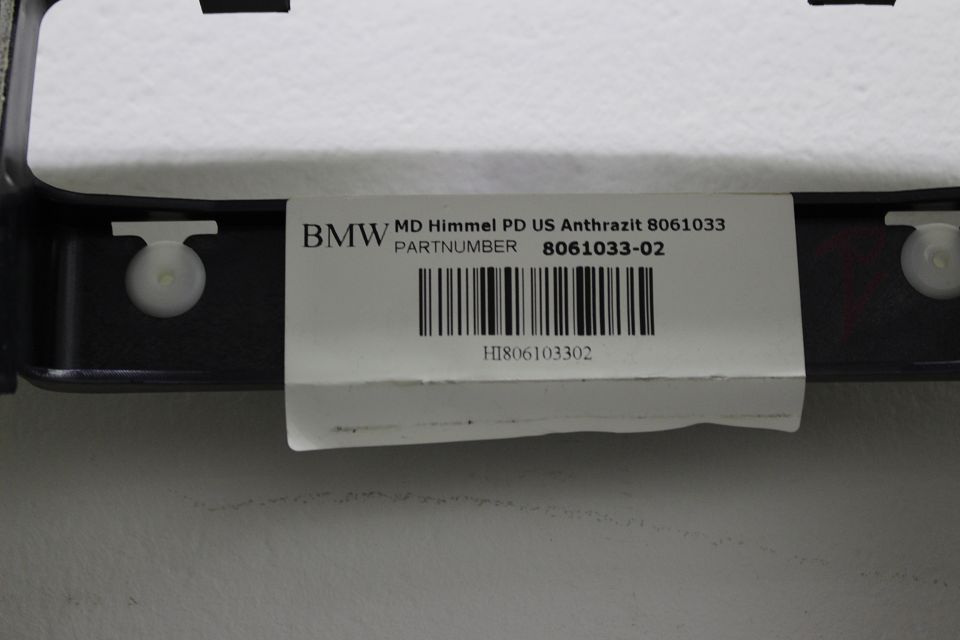 BMW MD Himmel PD US Anthrazit 8061033
PARTNUMBER 8061033-02
HI806103302